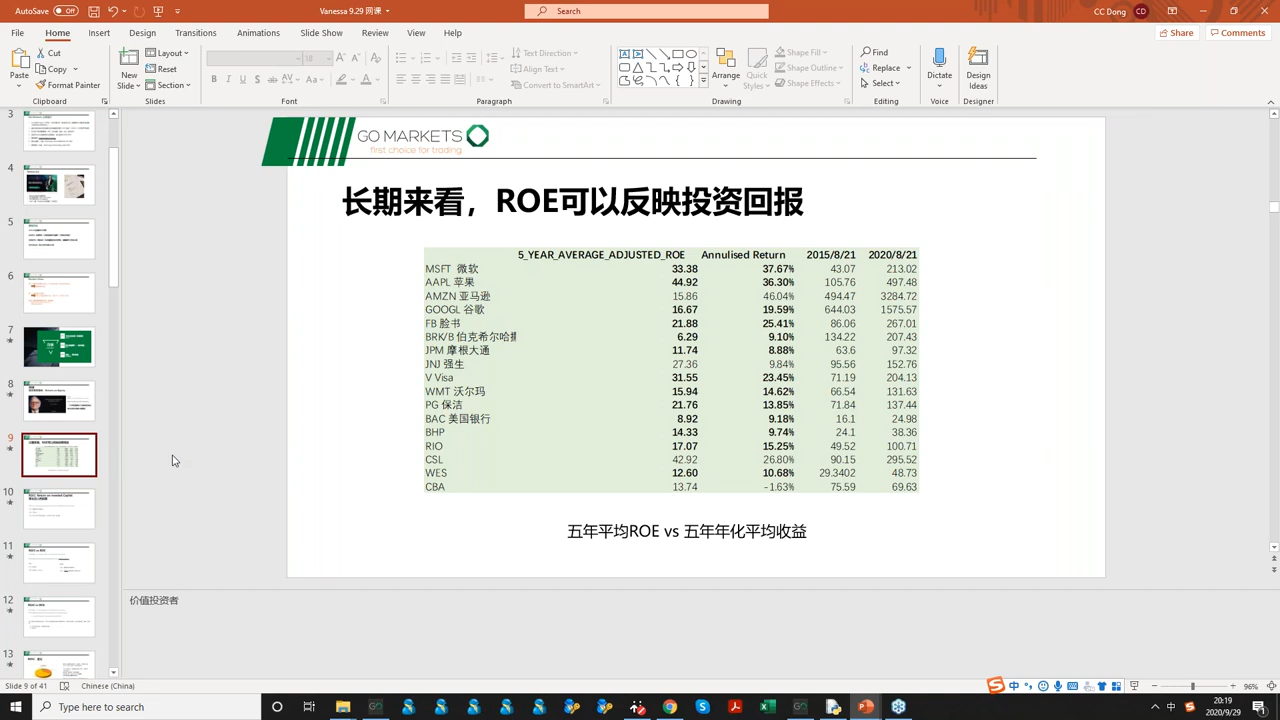 AutoSave Off
Vanessa 9.29 网课
File Home Insert Design Transitions Animations Slide Show Review View Help Share Comments
Paste Cut Copy Format Painter
New Slide Layout Reset Section
18
Text Direction
Align Text
Convert to SmartArt
Arrange Quick Styles
Shape Fill
Shape Outline
Shape Effects
Find
Replace
Select
Dictate
Design Ideas
Clipboard Slides Font Paragraph Drawing Editing Voice Designer
GO MARKETS
first choice for trading
长期来看，ROE可以反映投资回报
5_YEAR_AVERAGE_ADJUSTED_ROE Annulised Return 2015/8/21 2020/8/21
MSFT 微软 33.38 37.67% 43.07
AAPL 苹果 44.92 36.30% 105.76 497.48
AMZN 亚马逊 15.86 46.04% 494.47 3284.72
GOOGL 谷歌 16.67 19.59% 644.03 1575.57
FB 脸书 21.88 25.41% 86.06 267.01
BRK/B 伯克希尔哈 6.29 9.10% 134.22 207.43
JPM 摩根大通 11.74 8.88% 63.6 197.32
JNJ 强生 27.36 9.84% 95.56 152.76
V Visa 31.55 23.45% 71.19 204.13
WMT 沃尔玛 15.94 14.62% 66.54 131.63
PG 保洁 21.76 13.85% 71.84 137.44
BAC 美国银行 8.92 9.18% 16.1 24.98
BHP 14.33 9.74% 24.1 38.36
RIO 17.07 15.25% 49.52 100.71
CSL 42.92 26.80% 90.15 295.52
WES 12.60 10.68% 29.3402 48.73
CBA 13.74 -1.63% 75.59 69.63
五年平均ROE vs 五年年化平均收益
价值投资者
5
6
7
8
9
10
12
13
Slide 9 of 41 Chinese (China)
中
96%
Type here to search
20:19
2020/9/29